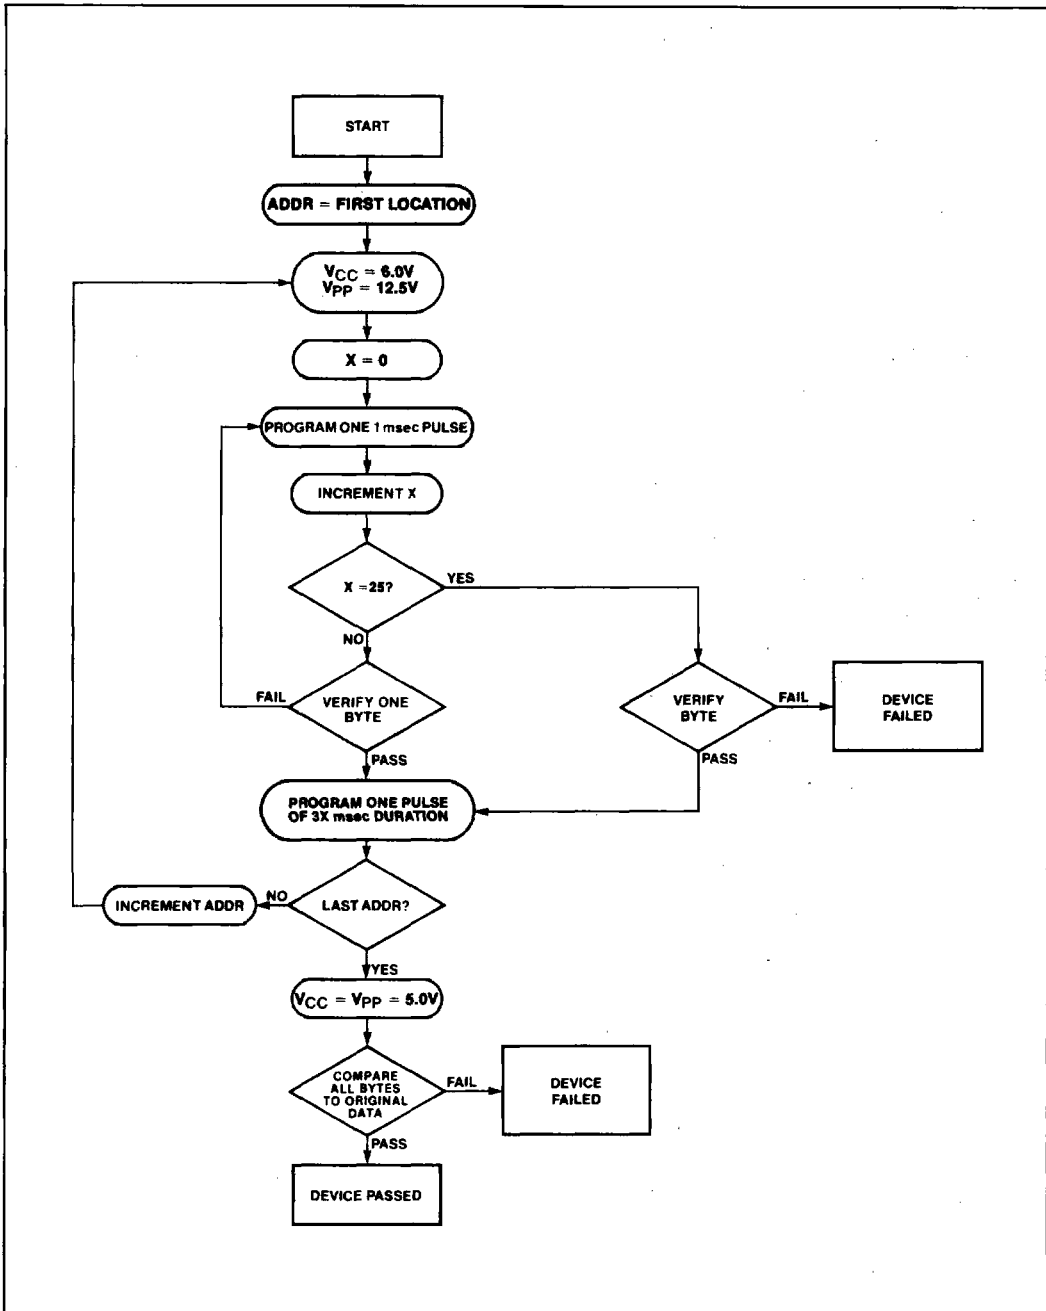 START
ADDR = FIRST LOCATION
VCC = 6.0V
VPP = 12.5V
X = 0
PROGRAM ONE 1 msec PULSE
INCREMENT X
X = 25?
YES
NO
VERIFY ONE
BYTE
FAIL
PASS
VERIFY
BYTE
FAIL
PASS
DEVICE
FAILED
PROGRAM ONE PULSE
OF 3X msec DURATION
LAST ADDR?
NO
INCREMENT ADDR
YES
VCC = VPP = 5.0V
COMPARE
ALL BYTES
TO ORIGINAL
DATA
FAIL
DEVICE
FAILED
PASS
DEVICE PASSED